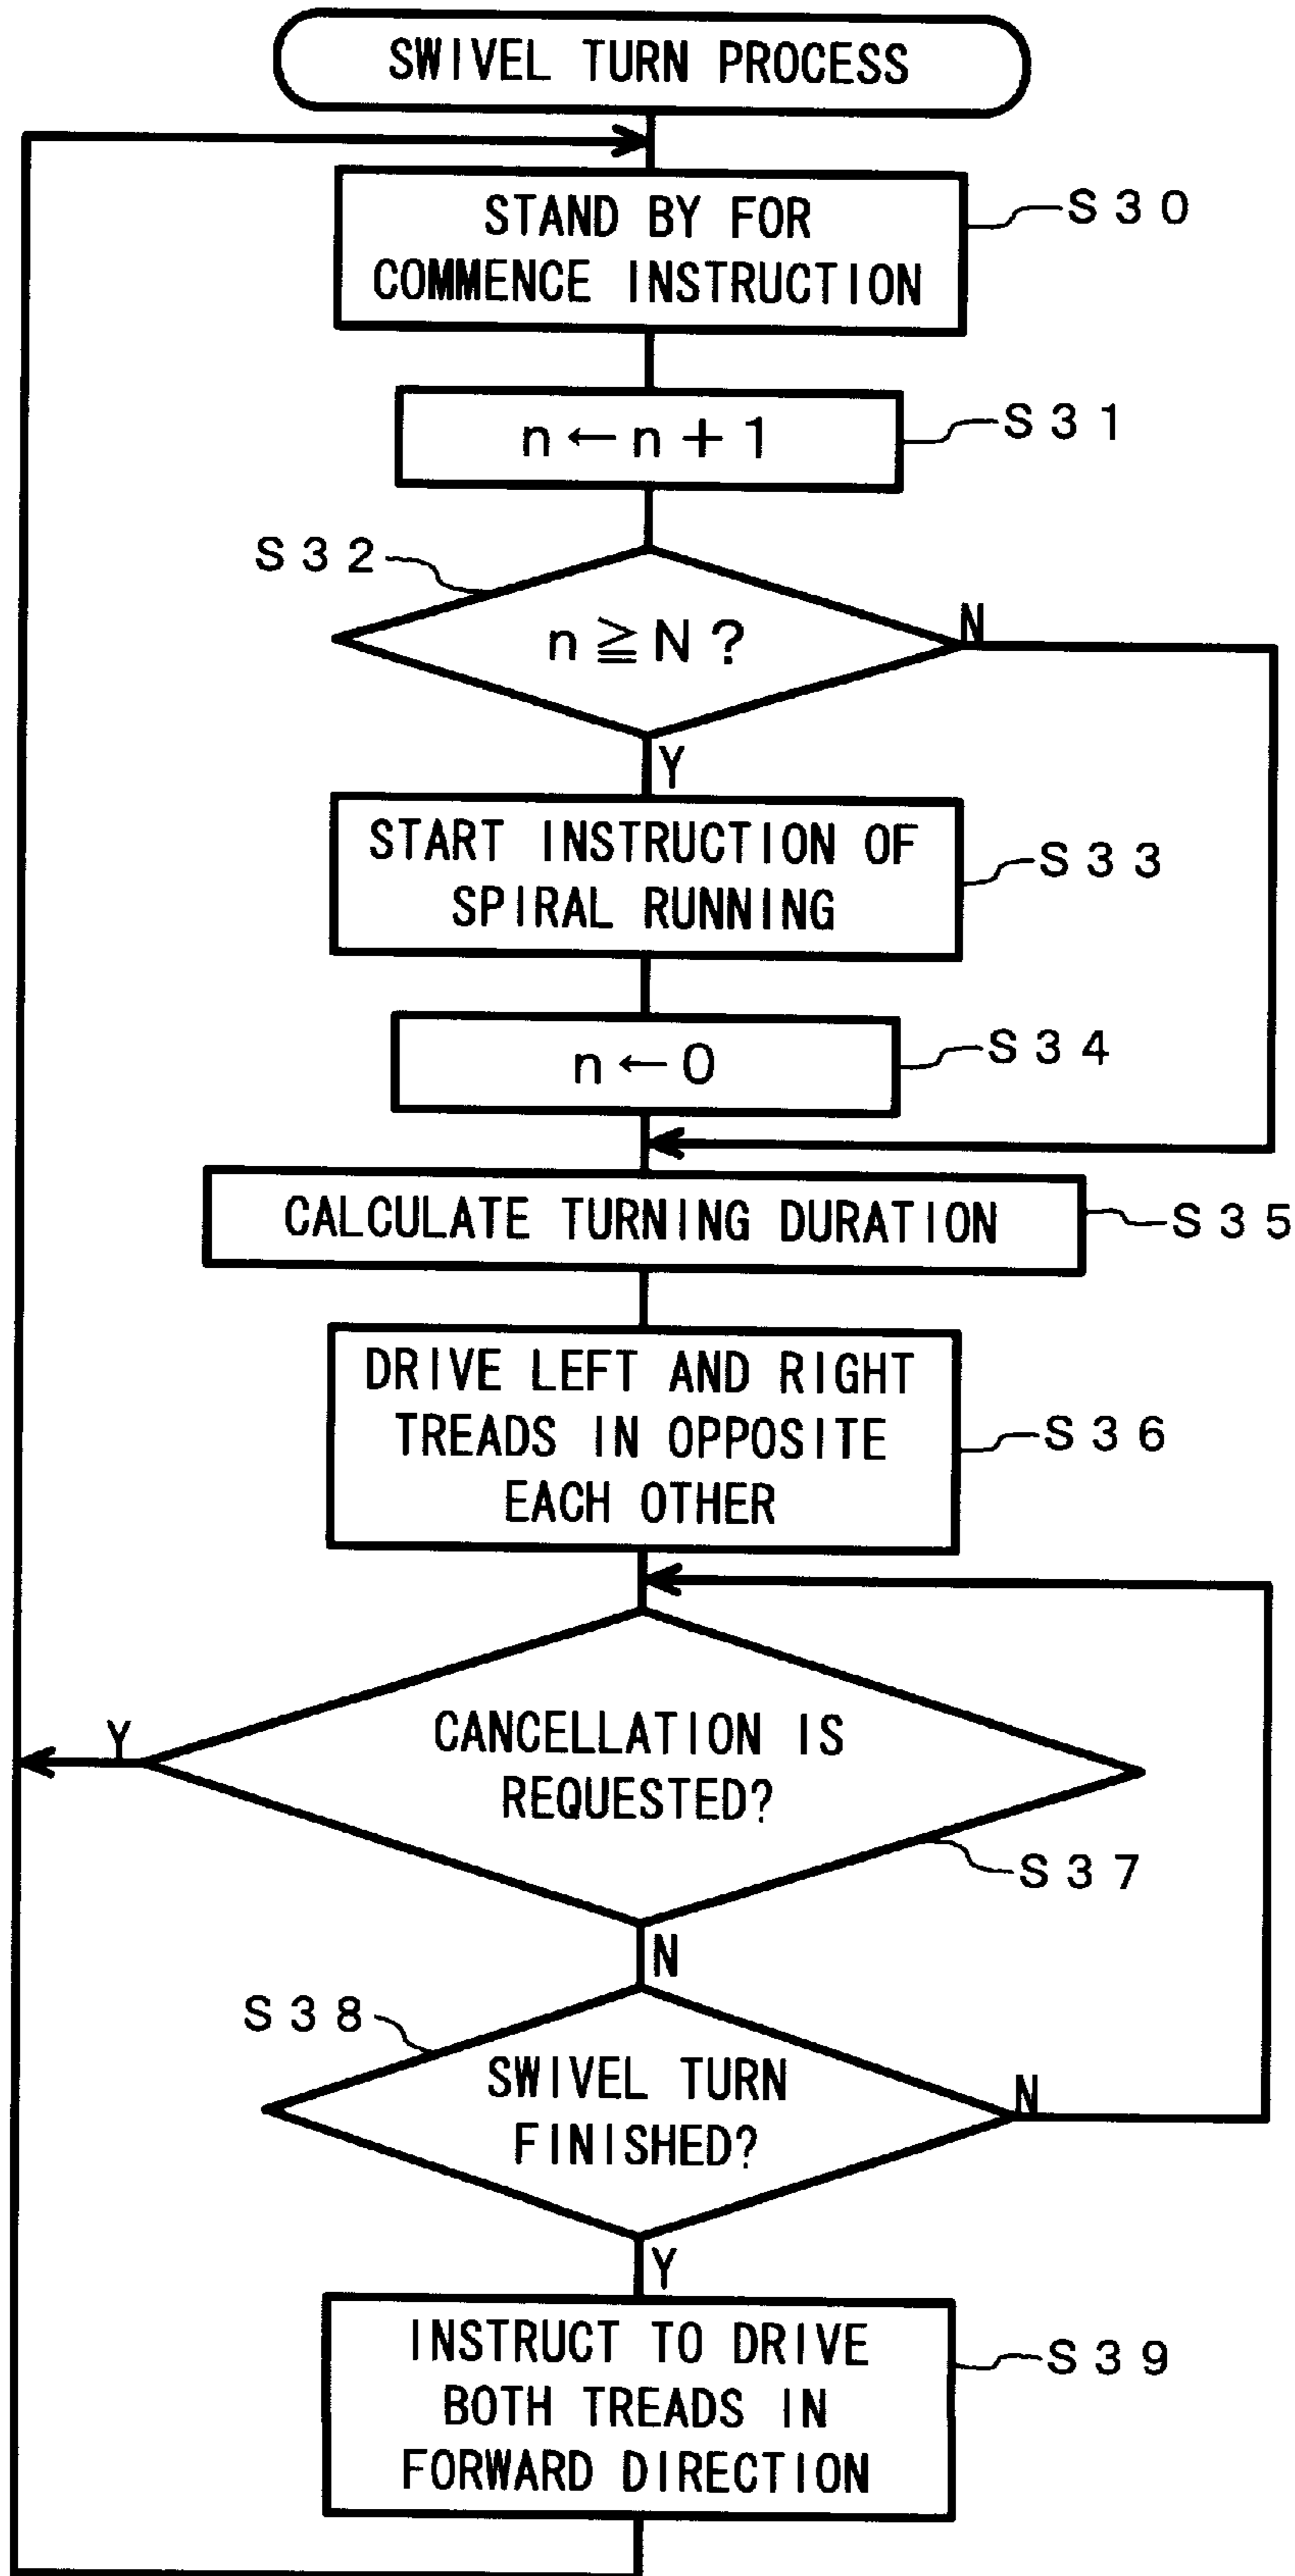 SWIVEL TURN PROCESS
STAND BY FOR
COMMENCE INSTRUCTION
S30
n←n+1
S31
S32
n≧N?
N
Y
START INSTRUCTION OF
SPIRAL RUNNING
S33
n←0
S34
CALCULATE TURNING DURATION
S35
DRIVE LEFT AND RIGHT
TREADS IN OPPOSITE
EACH OTHER
S36
Y
CANCELLATION IS
REQUESTED?
S37
N
S38
SWIVEL TURN
FINISHED?
N
Y
INSTRUCT TO DRIVE
BOTH TREADS IN
FORWARD DIRECTION
S39